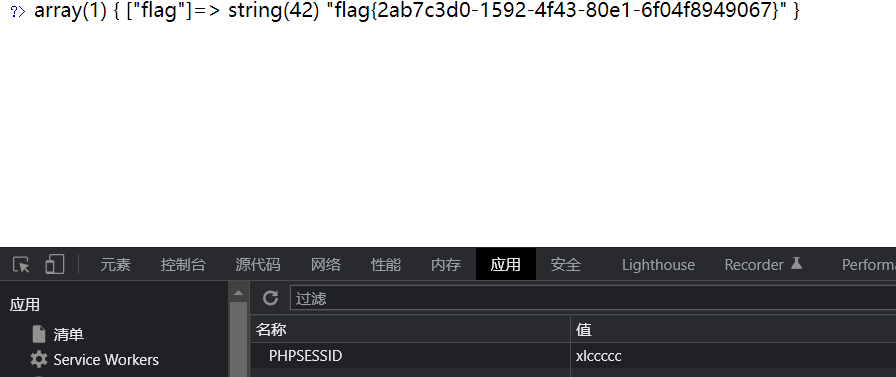 ?> array(1) { ["flag"]=> string(42) "flag{2ab7c3d0-1592-4f43-80e1-6f04f8949067}" }
元素 控制台 源代码 网络 性能 内存 应用 安全 Lighthouse Recorder Performa
应用
过滤
清单
名称 值
Service Workers
PHPSESSID xlccccc